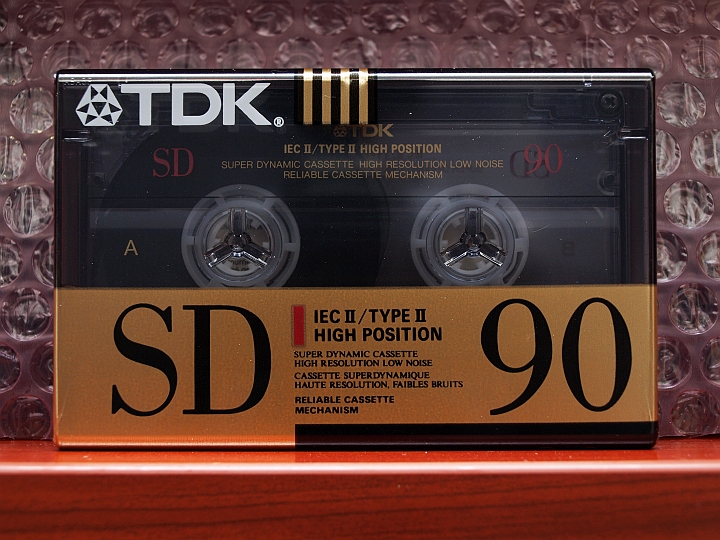 TDK®
TDK
IEC II/TYPE II HIGH POSITION
SD
SUPER DYNAMIC CASSETTE HIGH RESOLUTION LOW NOISE
RELIABLE CASSETTE MECHANISM
90
A
B
SD
IEC II/TYPE II
HIGH POSITION
SUPER DYNAMIC CASSETTE
HIGH RESOLUTION LOW NOISE
CASSETTE SUPERDYNAMIQUE
HAUTE RESOLUTION, FAIBLES BRUITS
RELIABLE CASSETTE
MECHANISM
90